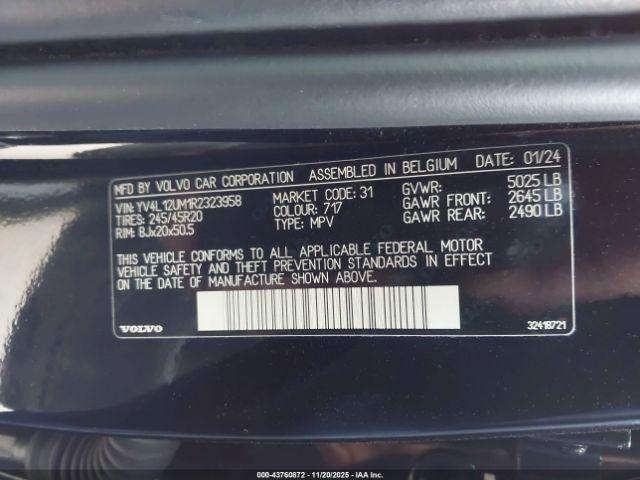 MFD BY VOLVO CAR CORPORATION ASSEMBLED IN BELGIUM DATE: 01/24
VIN: YV4L12UM1R2323958 MARKET CODE: 31 GVWR: 5025 LB
TIRES: 245/45R20 COLOUR: 717 GAWR FRONT: 2645 LB
RIM: 8Jx20x50.5 TYPE: MPV GAWR REAR: 2490 LB
THIS VEHICLE CONFORMS TO ALL APPLICABLE FEDERAL MOTOR
VEHICLE SAFETY AND THEFT PREVENTION STANDARDS IN EFFECT
ON THE DATE OF MANUFACTURE SHOWN ABOVE.
VOLVO 32418721
000-43760872 - 11/20/2025 - IAA Inc.